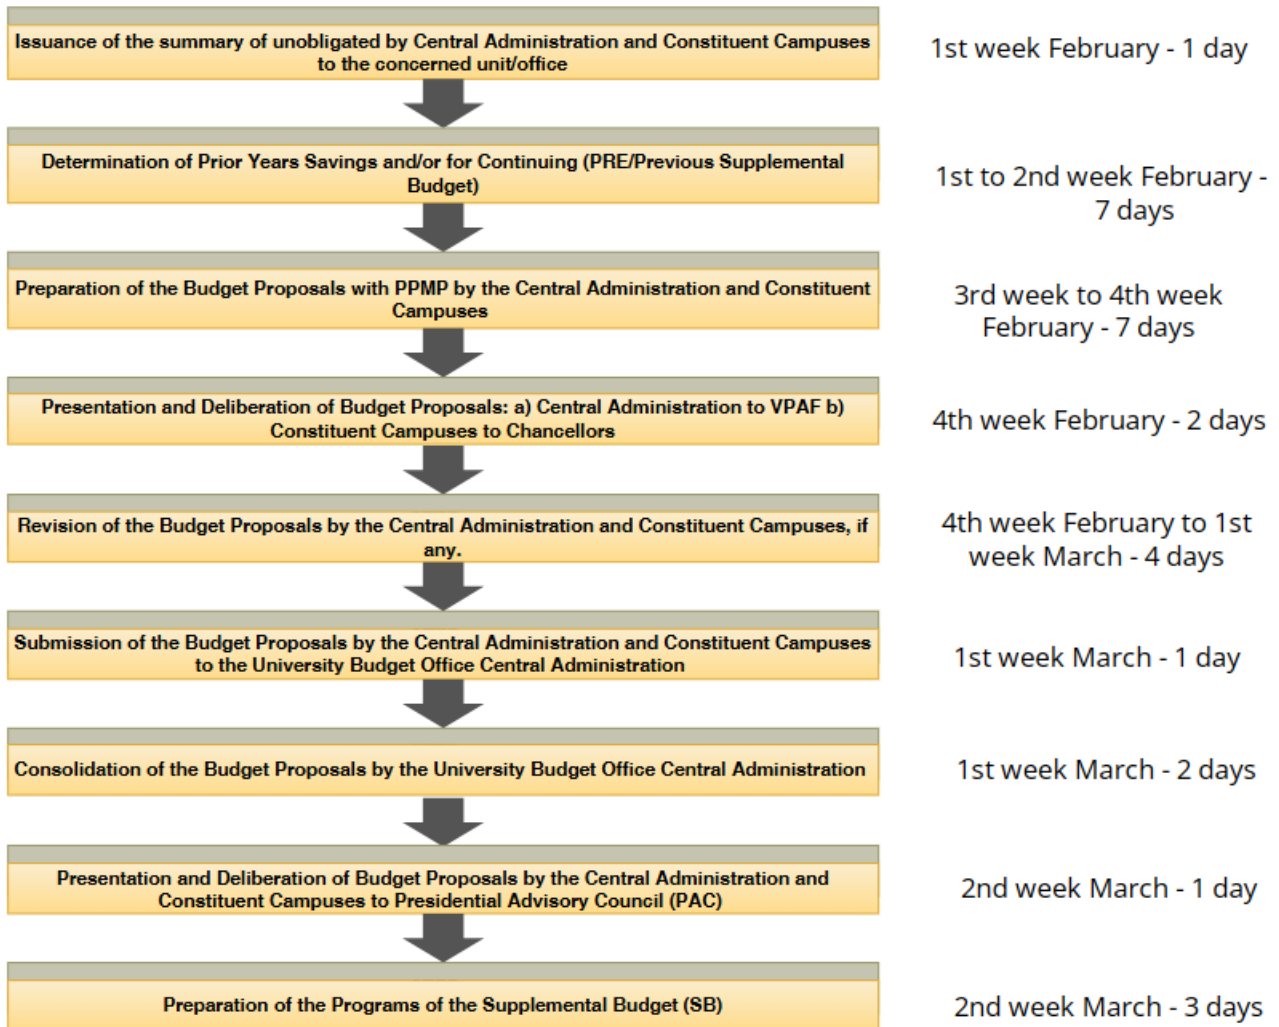 Issuance of the summary of unobligated by Central Administration and Constituent Campuses
to the concerned unit/office
1st week February - 1 day
Determination of Prior Years Savings and/or for Continuing (PRE/Previous Supplemental
Budget)
1st to 2nd week February -
7 days
Preparation of the Budget Proposals with PPMP by the Central Administration and Constituent
Campuses
3rd week to 4th week
February - 7 days
Presentation and Deliberation of Budget Proposals: a) Central Administration to VPAF b)
Constituent Campuses to Chancellors
4th week February - 2 days
Revision of the Budget Proposals by the Central Administration and Constituent Campuses, if
any.
4th week February to 1st
week March - 4 days
Submission of the Budget Proposals by the Central Administration and Constituent Campuses
to the University Budget Office Central Administration
1st week March - 1 day
Consolidation of the Budget Proposals by the University Budget Office Central Administration
1st week March - 2 days
Presentation and Deliberation of Budget Proposals by the Central Administration and
Constituent Campuses to Presidential Advisory Council (PAC)
2nd week March - 1 day
Preparation of the Programs of the Supplemental Budget (SB)
2nd week March - 3 days